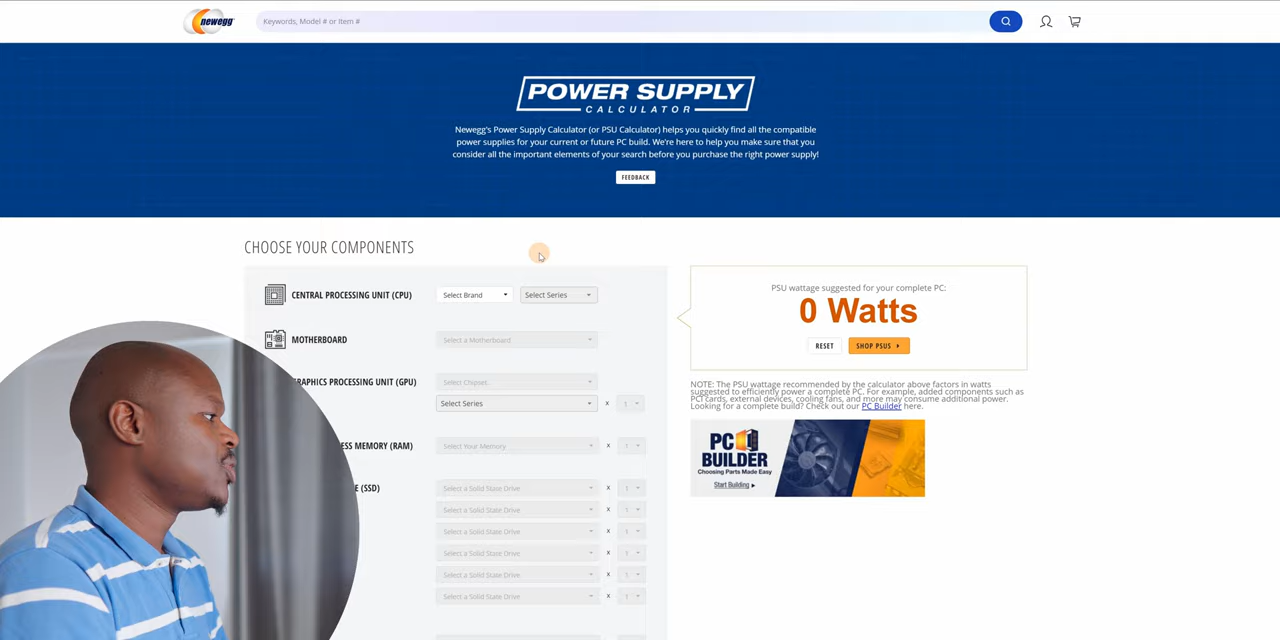 newegg
Keywords, Model # or Item #
POWER SUPPLY
CALCULATOR
Newegg's Power Supply Calculator (or PSU Calculator) helps you quickly find all the compatible
power supplies for your current or future PC build. We're here to help you make sure that you
consider all the important elements of your search before you purchase the right power supply!
FEEDBACK
CHOOSE YOUR COMPONENTS
CENTRAL PROCESSING UNIT (CPU) Select Brand Select Series
MOTHERBOARD Select a Motherboard
GRAPHICS PROCESSING UNIT (GPU) Select Chipset..
Select Series x 1
ESS MEMORY (RAM) Select Your Memory x 1
E (SSD) Select a Solid State Drive x 1
Select a Solid State Drive x 1
Select a Solid State Drive x 1
Select a Solid State Drive x 1
Select a Solid State Drive x 1
Select a Solid State Drive x 1
PSU wattage suggested for your complete PC:
0 Watts
RESET SHOP PSUS
NOTE: The PSU wattage recommended by the calculator above factors in watts
suggested to efficiently power a complete PC. For example, added components such as
PCI cards, external devices, cooling fans, and more may consume additional power.
Looking for a complete build? Check out our PC Builder here.
PC
BUILDER
Choosing Parts Made Easy
Start Building